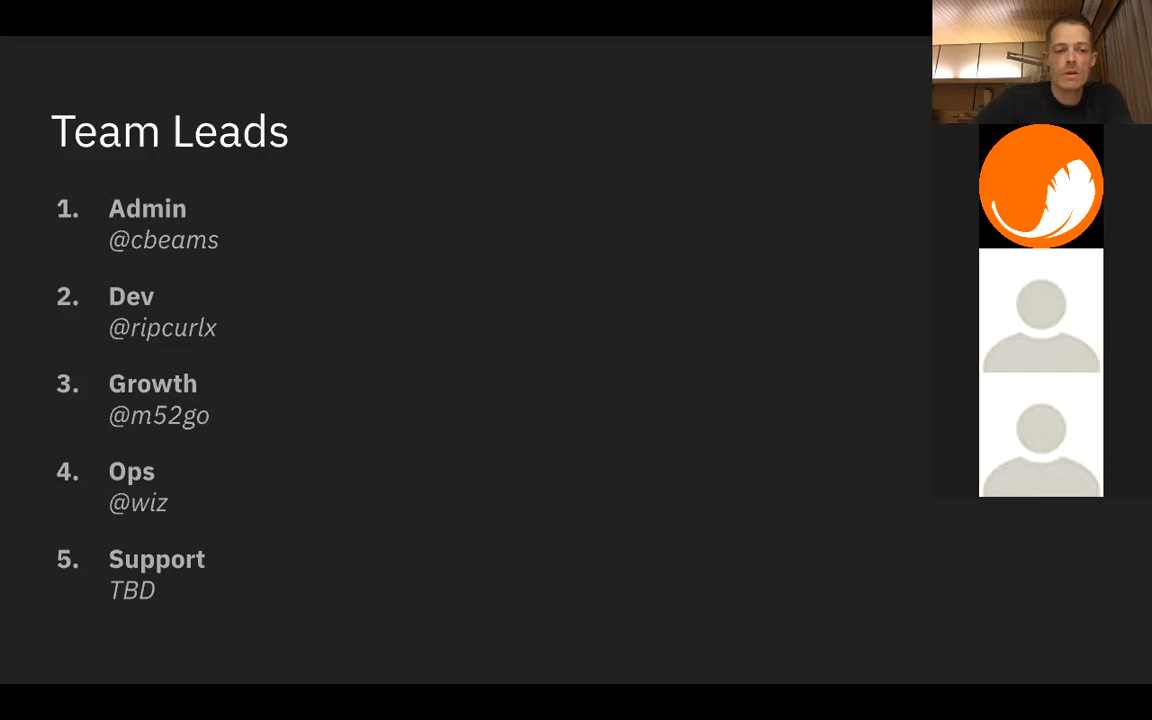 Team Leads
1. Admin
@cbeams
2. Dev
@ripcurlx
3. Growth
@m52go
4. Ops
@wiz
5. Support
TBD